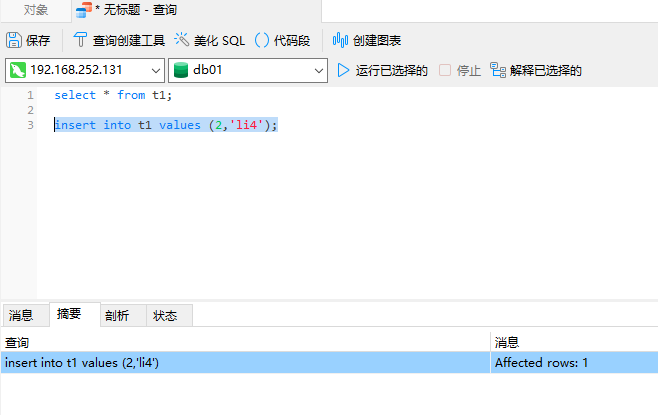 对象 * 无标题 - 查询
保存 查询创建工具 美化 SQL 代码段 创建图表
192.168.252.131 db01 运行已选择的 停止 解释已选择的
1 select * from t1;
2
3 insert into t1 values (2,'li4');
消息 摘要 剖析 状态
查询 消息
insert into t1 values (2,'li4') Affected rows: 1